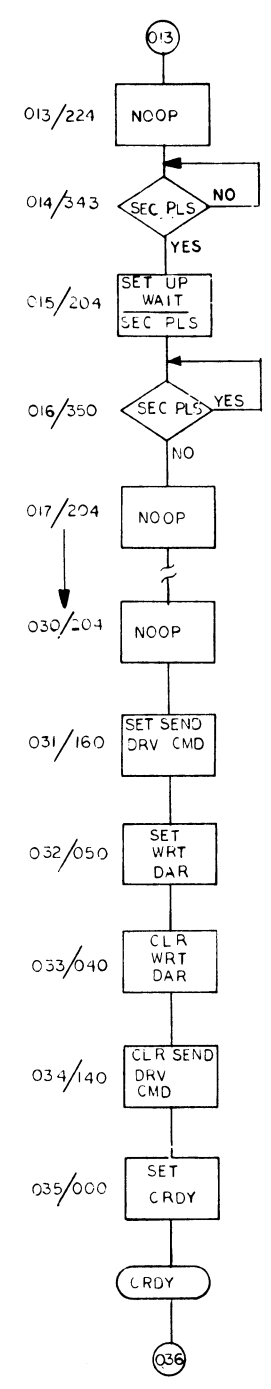 013
013/224
NOOP
014/343
SEC PLS
NO
YES
015/204
SET UP
WAIT
SEC PLS
016/350
SEC PLS
YES
NO
017/204
NOOP
030/204
NOOP
031/160
SET SEND
DRV CMD
032/050
SET
WRT
DAR
033/040
CLR
WRT
DAR
034/140
CLR SEND
DRV
CMD
035/000
SET
CRDY
CRDY
036